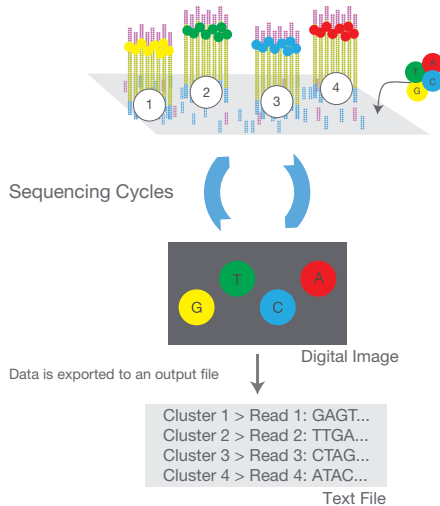 1
2
3
4
T
A
G
C
Sequencing Cycles
T
A
G
C
Digital Image
Data is exported to an output file
Cluster 1 > Read 1: GAGT...
Cluster 2 > Read 2: TTGA...
Cluster 3 > Read 3: CTAG...
Cluster 4 > Read 4: ATAC...
Text File